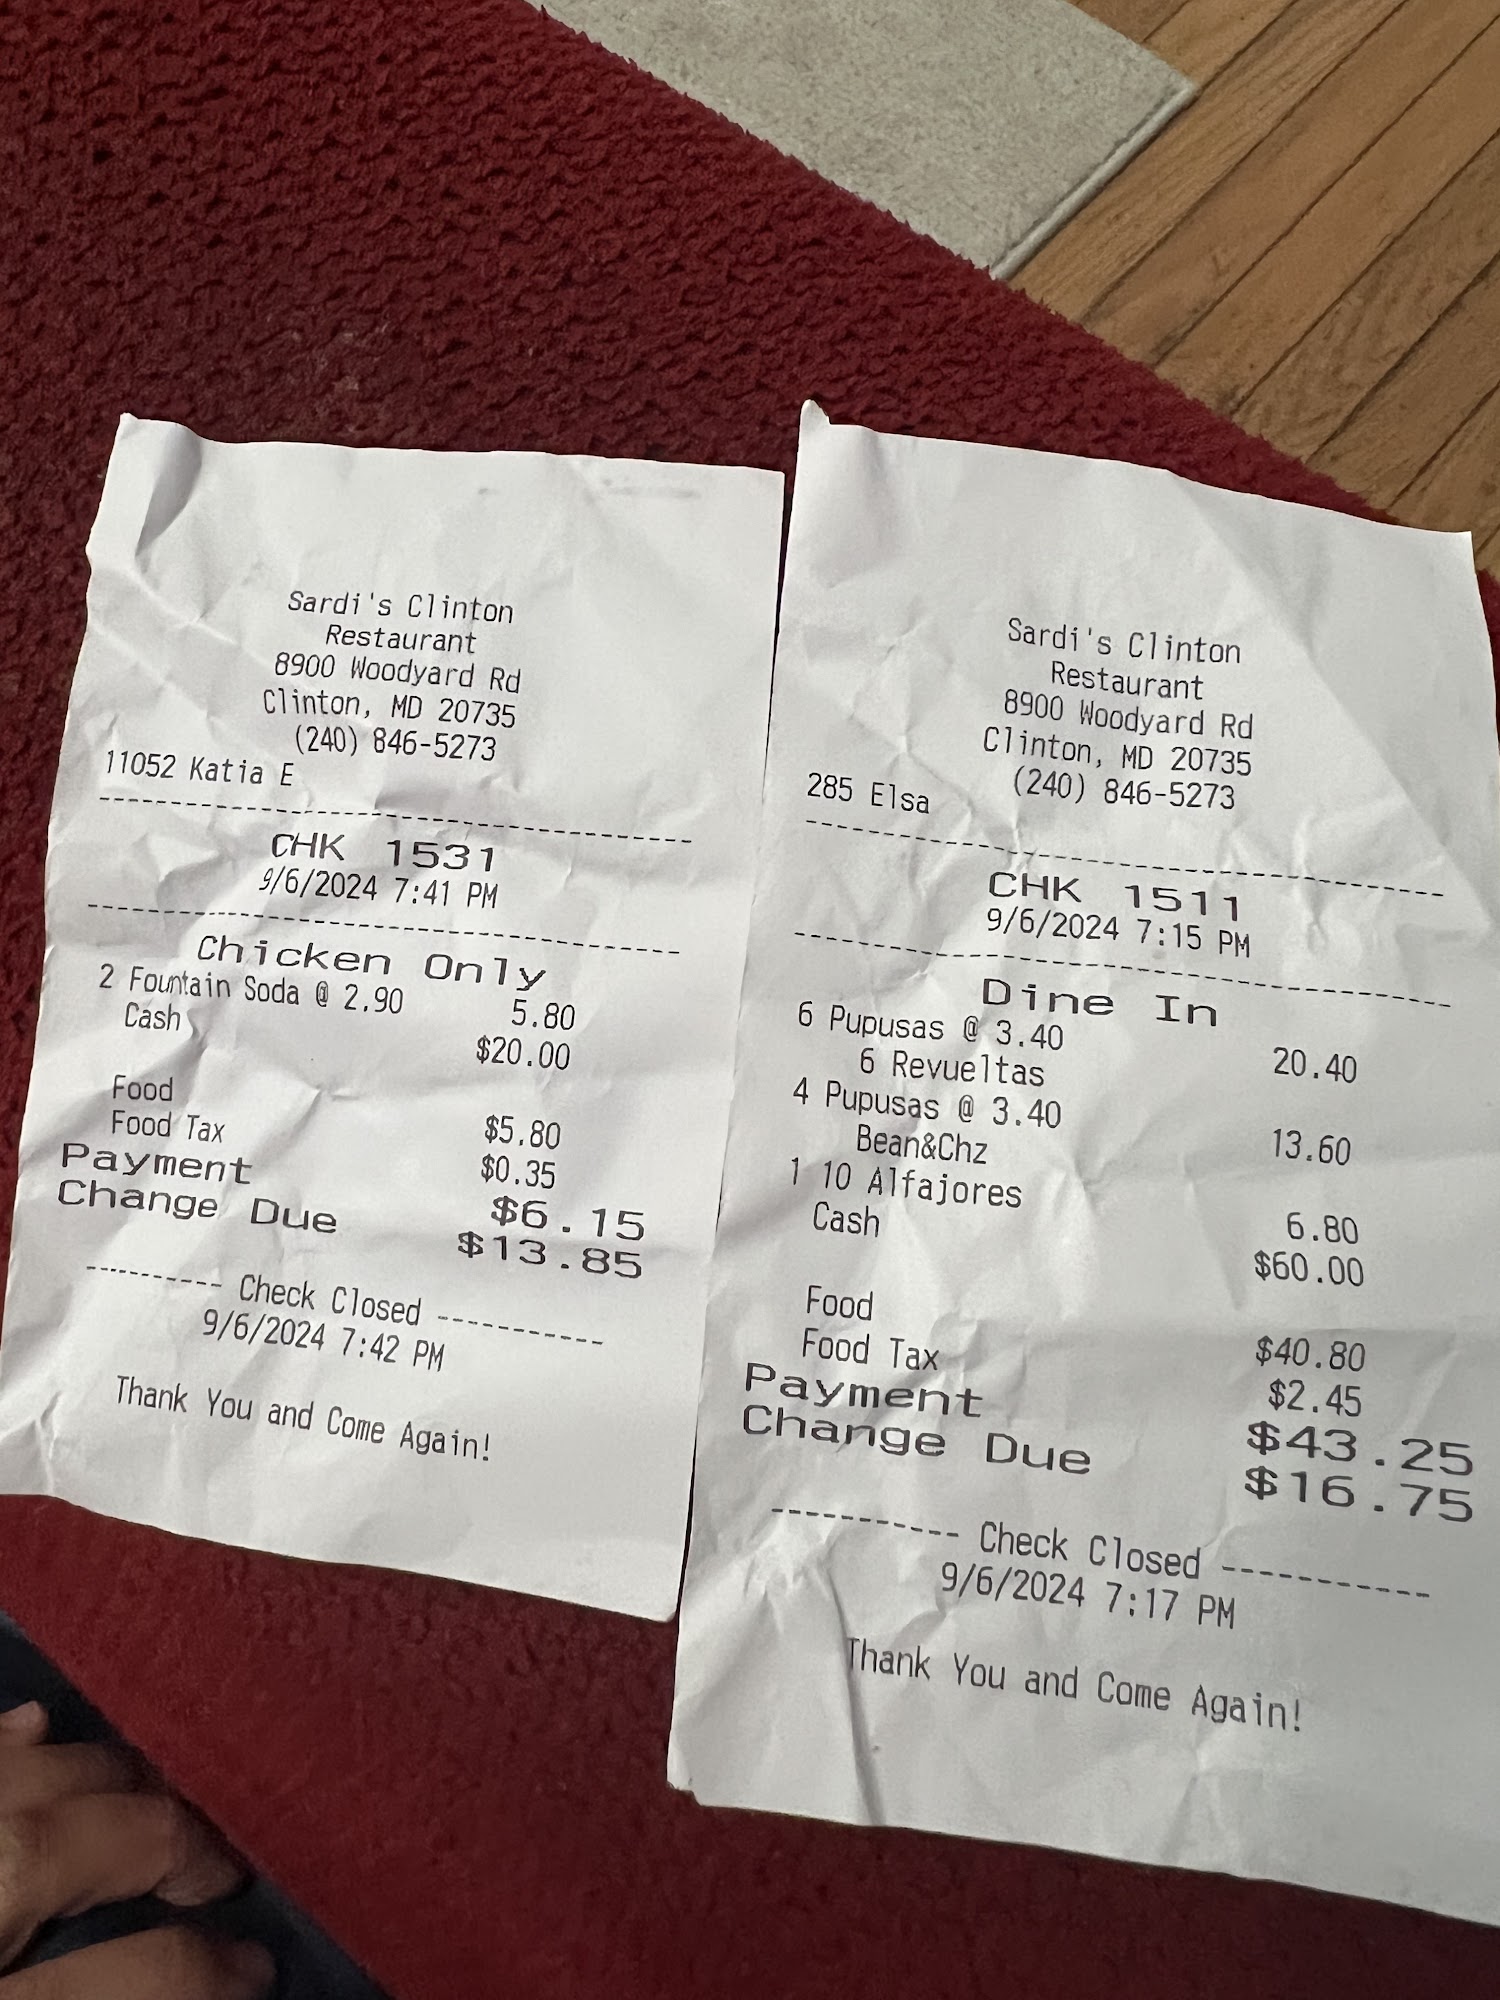 Sardi's Clinton
Restaurant
8900 Woodyard Rd
Clinton, MD 20735
(240) 846-5273
11052 Katia E
CHK 1531
9/6/2024 7:41 PM
Chicken Only
2 Fountain Soda @ 2.90 5.80
Cash $20.00
Food $5.80
Food Tax $0.35
Payment $6.15
Change Due $13.85
---------- Check Closed -----------
9/6/2024 7:42 PM
Thank You and Come Again!
Sardi's Clinton
Restaurant
8900 Woodyard Rd
Clinton, MD 20735
(240) 846-5273
285 Elsa
CHK 1511
9/6/2024 7:15 PM
Dine In
6 Pupusas @ 3.40 20.40
6 Revueltas
4 Pupusas @ 3.40 13.60
Bean&Chz
1 10 Alfajores 6.80
Cash $60.00
Food $40.80
Food Tax $2.45
Payment $43.25
Change Due $16.75
----------- Check Closed -----------
9/6/2024 7:17 PM
Thank You and Come Again!